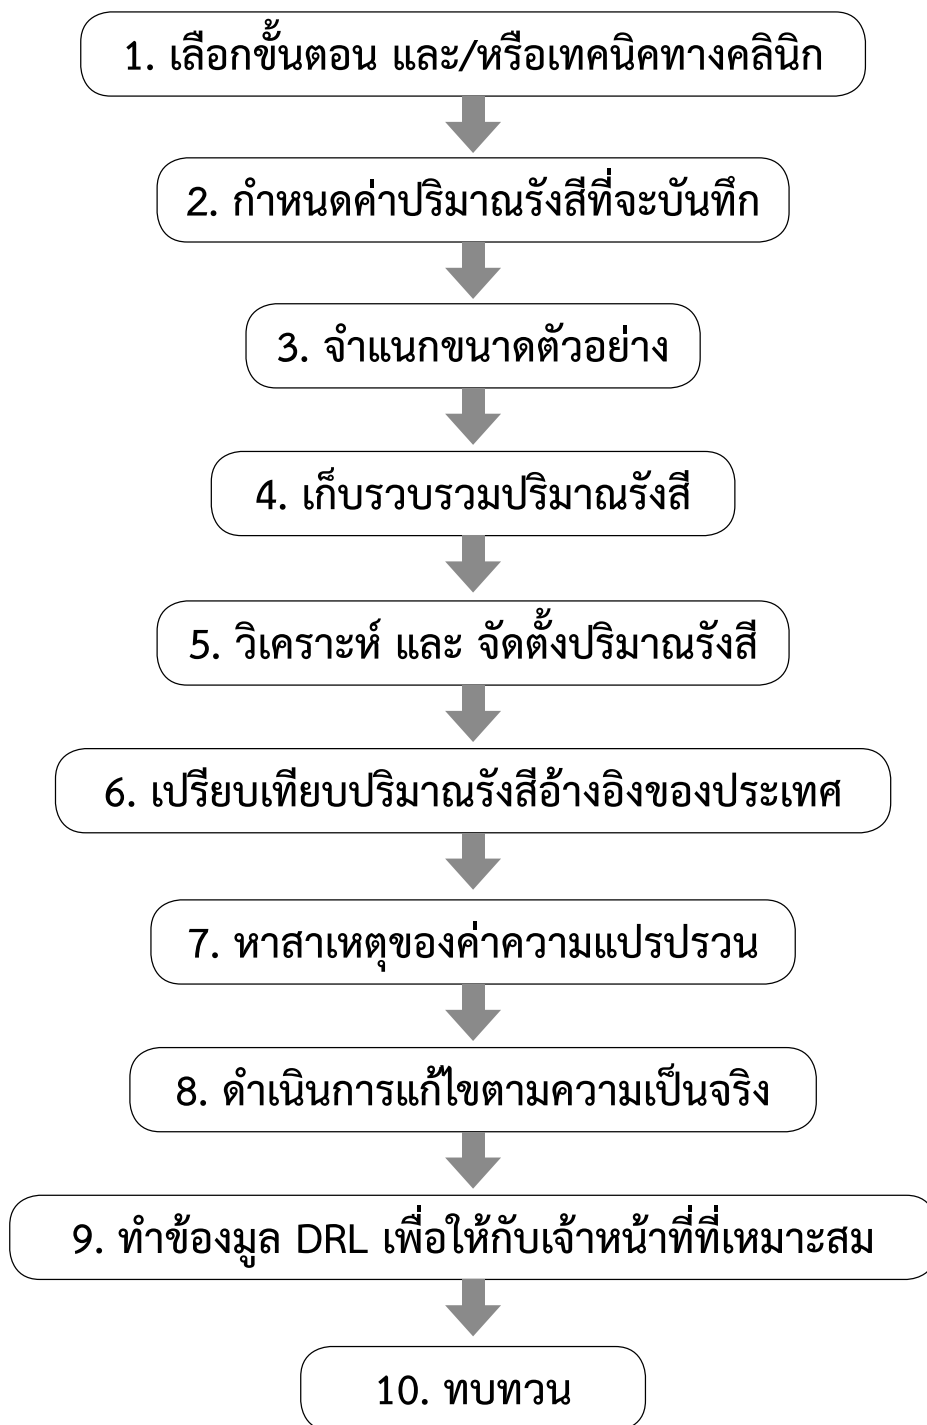 1. เลือกขั้นตอน และ/หรือเทคนิคทางคลินิก
2. กำหนดค่าปริมาณรังสีที่จะบันทึก
3. จำแนกขนาดตัวอย่าง
4. เก็บรวบรวมปริมาณรังสี
5. วิเคราะห์ และ จัดตั้งปริมาณรังสี
6. เปรียบเทียบปริมาณรังสีอ้างอิงของประเทศ
7. หาสาเหตุของค่าความแปรปรวน
8. ดำเนินการแก้ไขตามความเป็นจริง
9. ทำข้องมูล DRL เพื่อให้กับเจ้าหน้าที่ที่เหมาะสม
10. ทบทวน